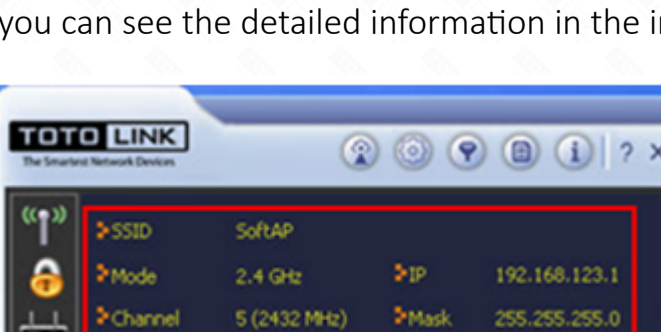 you can see the detailed information in the i
TOTO LINK
The Smartest Network Devices
? ×
SSID SoftAP
Mode 2.4 GHz IP 192.168.123.1
Channel 5 (2432 MHz) Mask 255.255.255.0